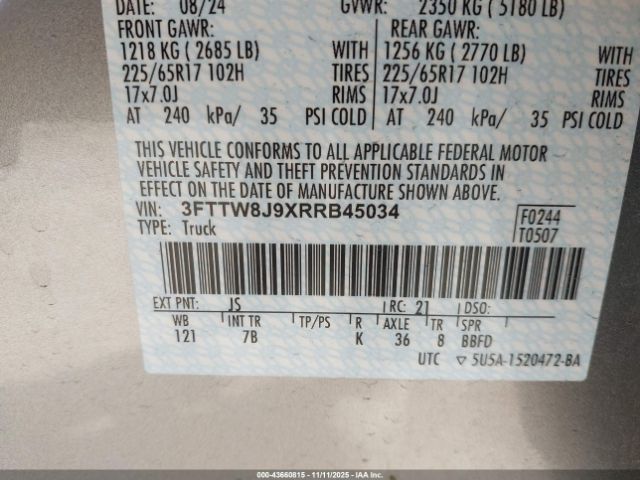 DATE: 08/24 GVWR: 2350 KG ( 5180 LB)
FRONT GAWR: REAR GAWR:
1218 KG ( 2685 LB) WITH 1256 KG ( 2770 LB) WITH
225/65R17 102H TIRES 225/65R17 102H TIRES
17x7.0J RIMS 17x7.0J RIMS
AT 240 kPa/ 35 PSI COLD AT 240 kPa/ 35 PSI COLD
THIS VEHICLE CONFORMS TO ALL APPLICABLE FEDERAL MOTOR
VEHICLE SAFETY AND THEFT PREVENTION STANDARDS IN
EFFECT ON THE DATE OF MANUFACTURE SHOWN ABOVE.
VIN: 3FTTW8J9XRRB45034 F0244
TYPE: Truck T0507
EXT PNT: JS RC: 21 DSO:
WB INT TR TP/PS R AXLE TR SPR
121 7B K 36 8 BBFD
UTC ▽ 5U5A-1520472-BA
000-43660815 - 11/11/2025 - IAA Inc.